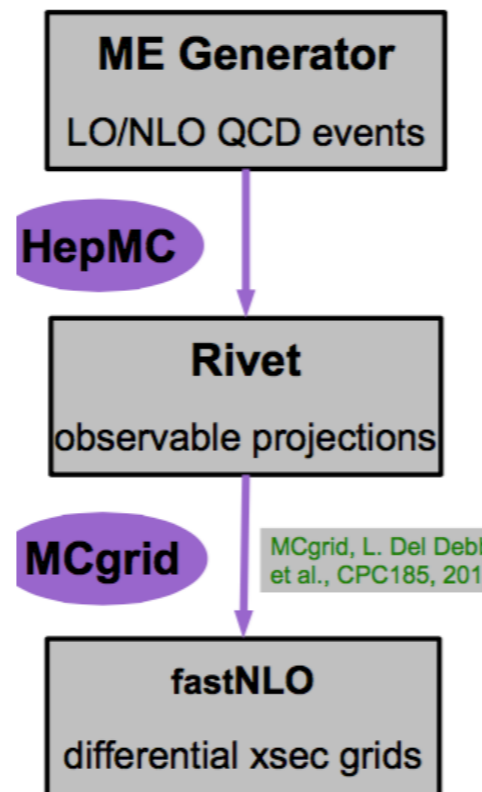 ME Generator
LO/NLO QCD events
HepMC
Rivet
observable projections
MCgrid
MCgrid, L. Del Debb
et al., CPC185, 201
fastNLO
differential xsec grids